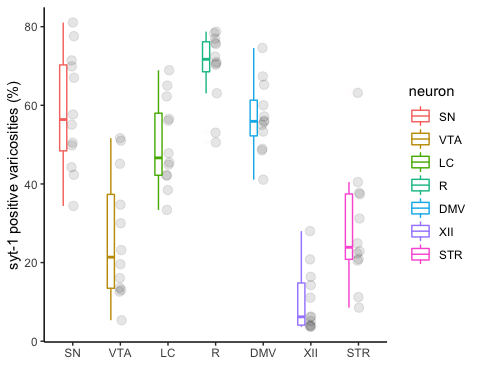 syt-1 positive varicosities (%)
80
60
40
20
0
SN VTA LC R DMV XII STR
neuron
SN
VTA
LC
R
DMV
XII
STR